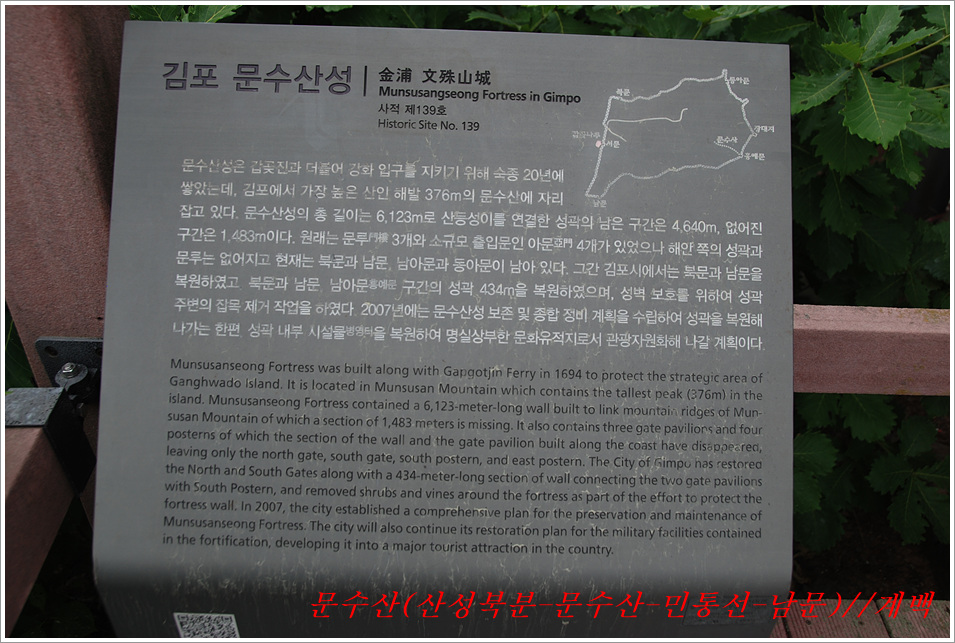 김포 문수산성
金浦 文殊山城
Munsusangseong Fortress in Gimpo
사적 제139호
Historic Site No. 139
북문
동아문
장대지
문수사
홍예문
서문
남문
문수산성은 갑곶진과 더불어 강화 입구를 지키기 위해 숙종 20년에
쌓았는데, 김포에서 가장 높은 산인 해발 376m의 문수산에 자리
잡고 있다. 문수산성의 총 길이는 6,123m로 산등성이를 연결한 성곽의 남은 구간은 4,640m, 없어진
구간은 1,483m이다. 원래는 문루門樓 3개와 소규모 출입문인 아문亞門 4개가 있었으나 해안 쪽의 성곽과
문루는 없어지고 현재는 북문과 남문, 남아문과 동아문이 남아 있다. 그간 김포시에서는 북문과 남문을
복원하였고 북문과 남문, 남아문홍예문 구간의 성곽 434m을 복원하였으며, 성벽 보호를 위하여 성곽
주변의 잡목 제거 작업을 하였다. 2007년에는 문수산성 보존 및 종합 정비 계획을 수립하여 성곽을 복원해
나가는 한편, 성곽 내부 시설물병영터을 복원하여 명실상부한 문화유적지로서 관광자원화해 나갈 계획이다.
Munsusanseong Fortress was built along with Gapgotjin Ferry in 1694 to protect the strategic area of
Ganghwado Island. It is located in Munsusan Mountain which contains the tallest peak (376m) in the
island. Munsusanseong Fortress contained a 6,123-meter-long wall built to link mountain ridges of Mun-
susan Mountain of which a section of 1,483 meters is missing. It also contains three gate pavilions and four
posterns of which the section of the wall and the gate pavilion built along the coast have disappeared,
leaving only the north gate, south gate, south postern, and east postern. The City of Gimpo has restored
the North and South Gates along with a 434-meter-long section of wall connecting the two gate pavilions
with South Postern, and removed shrubs and vines around the fortress as part of the effort to protect the
fortress wall. In 2007, the city established a comprehensive plan for the preservation and maintenance of
Munsusanseong Fortress. The city will also continue its restoration plan for the military facilities contained
in the fortification, developing it into a major tourist attraction in the country.
문수산(산성북문-문수산-민통선-남문)//개백